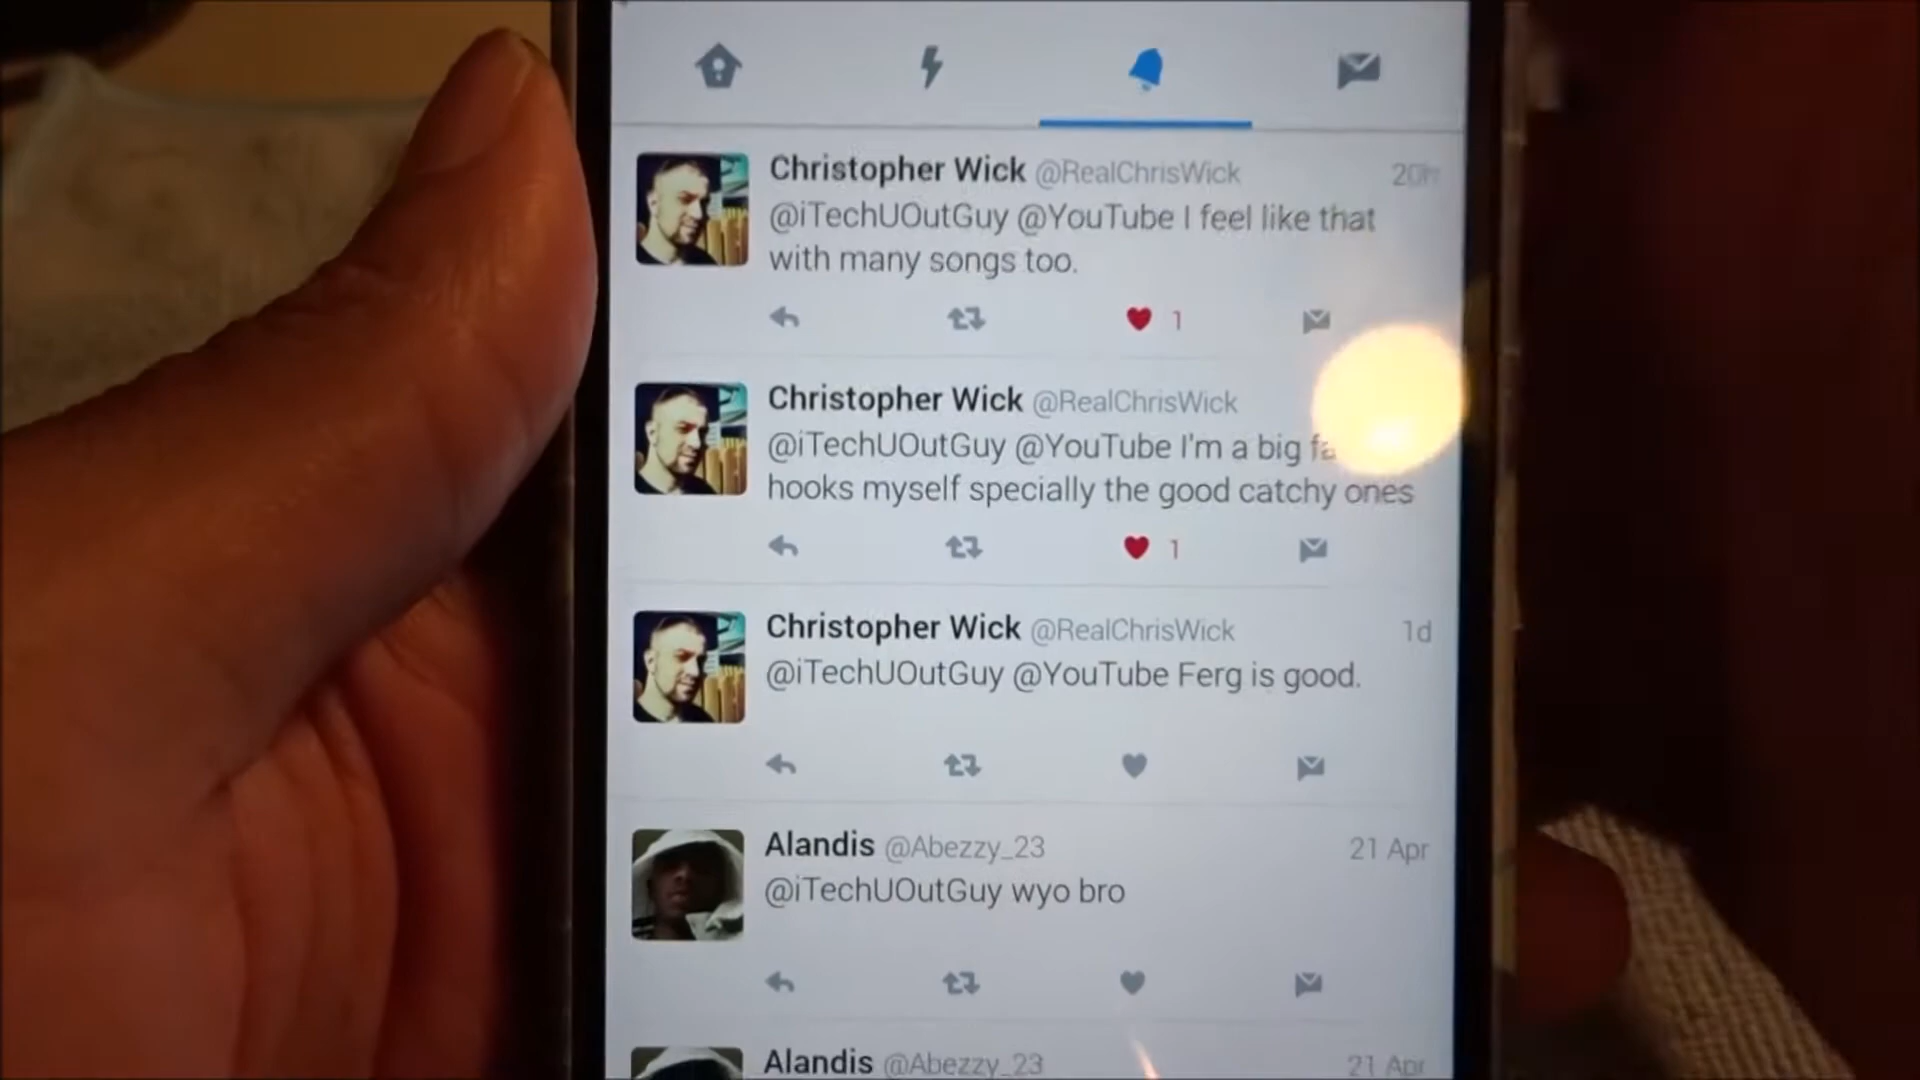 Christopher Wick @RealChrisWick 20h
@iTechUOutGuy @YouTube I feel like that
with many songs too.
1
Christopher Wick @RealChrisWick
@iTechUOutGuy @YouTube I'm a big
hooks myself specially the good catchy ones
1
Christopher Wick @RealChrisWick 1d
@iTechUOutGuy @YouTube Ferg is good.
Alandis @Abezzy_23 21 Apr
@iTechUOutGuy wyo bro
Alandis @Abezzy_23 21 Apr